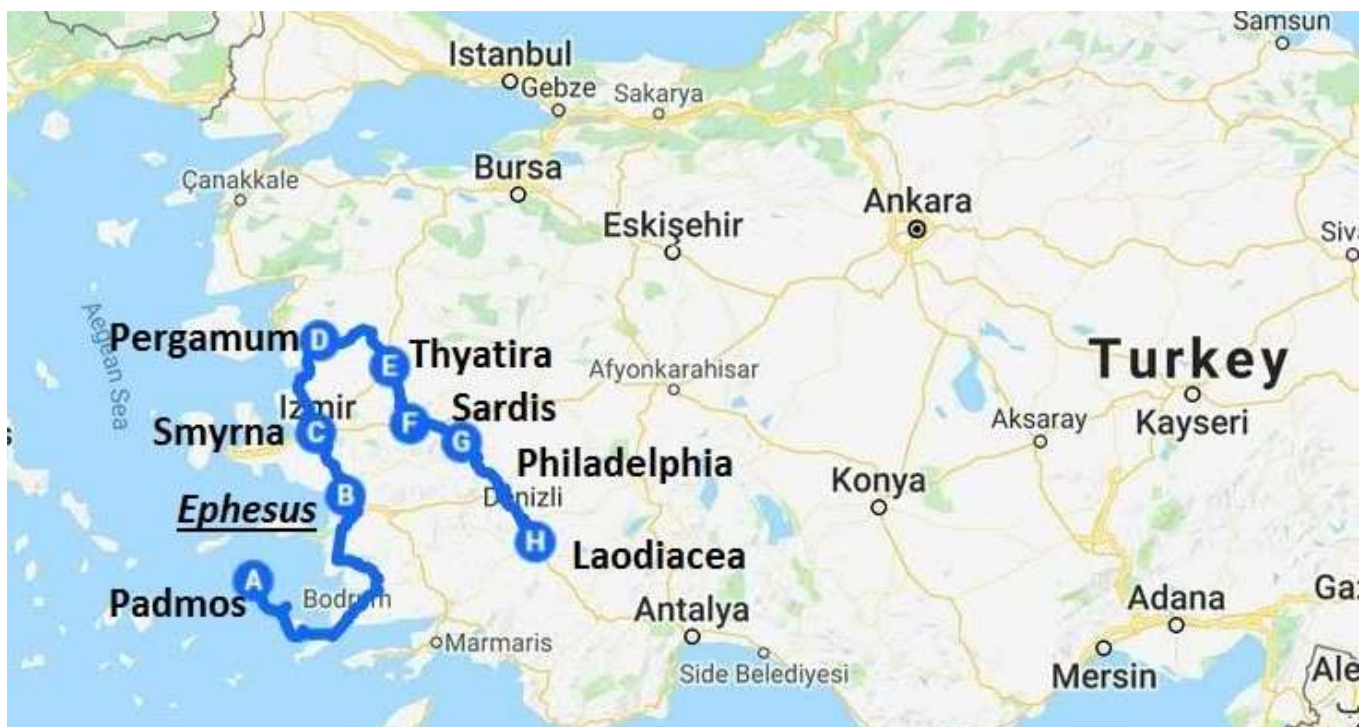 Samsun
Istanbul
Gebze
Sakarya
Bursa
Çanakkale
Ankara
Eskişehir
Siva
Aegean Sea
Pergamum
D
E
Thyatira
Afyonkarahisar
Turkey
Izmir
Sardis
F
Aksaray
Kayseri
Smyrna
C
G
Philadelphia
Konya
Denizli
B
Ephesus
H
Laodiacea
A
Padmos
Bodrum
Antalya
Adana
Gaz
Marmaris
Side Belediyesi
Mersin
Ale